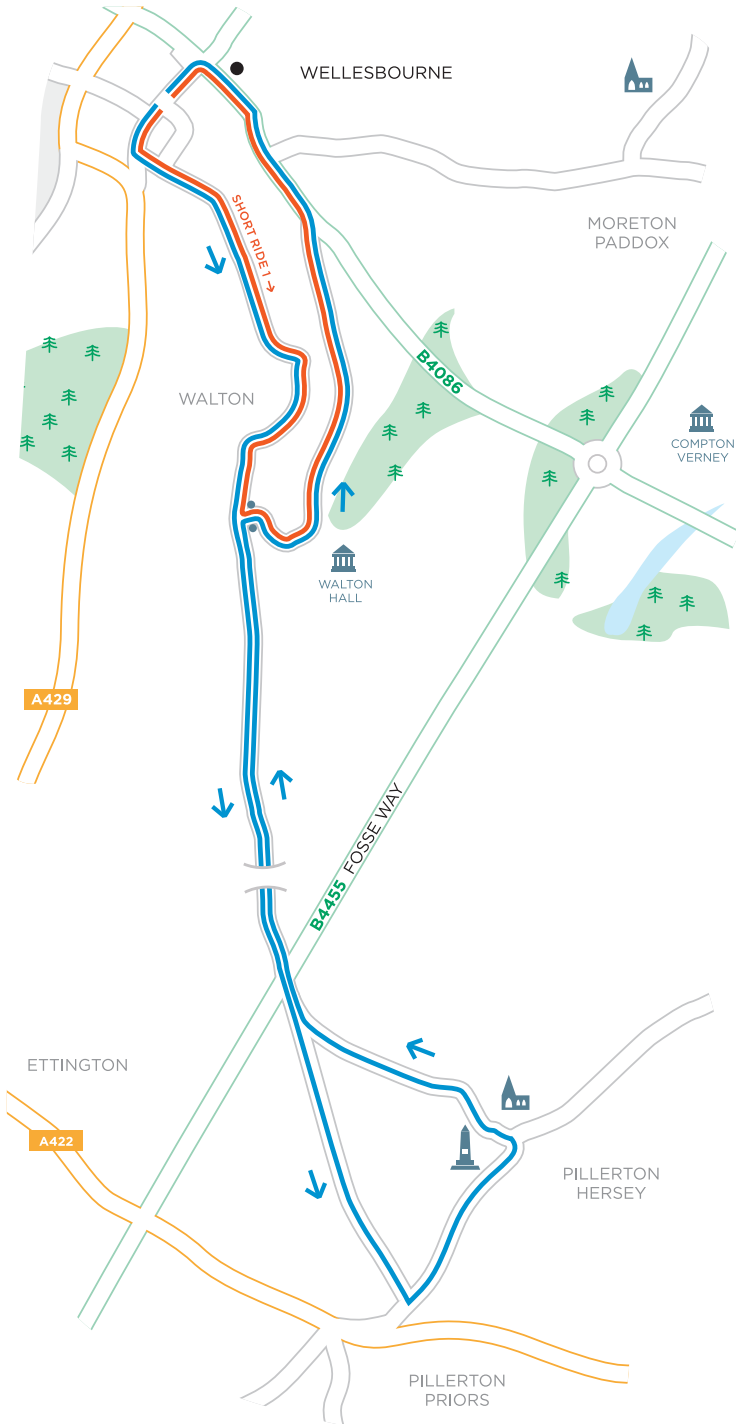 WELLESBOURNE
MORETON
PADDOX
SHORT RIDE 1 →
B4086
WALTON
COMPTON
VERNEY
WALTON
HALL
A429
B4455 FOSSE WAY
ETTINGTON
A422
PILLERTON
HERSEY
PILLERTON
PRIORS